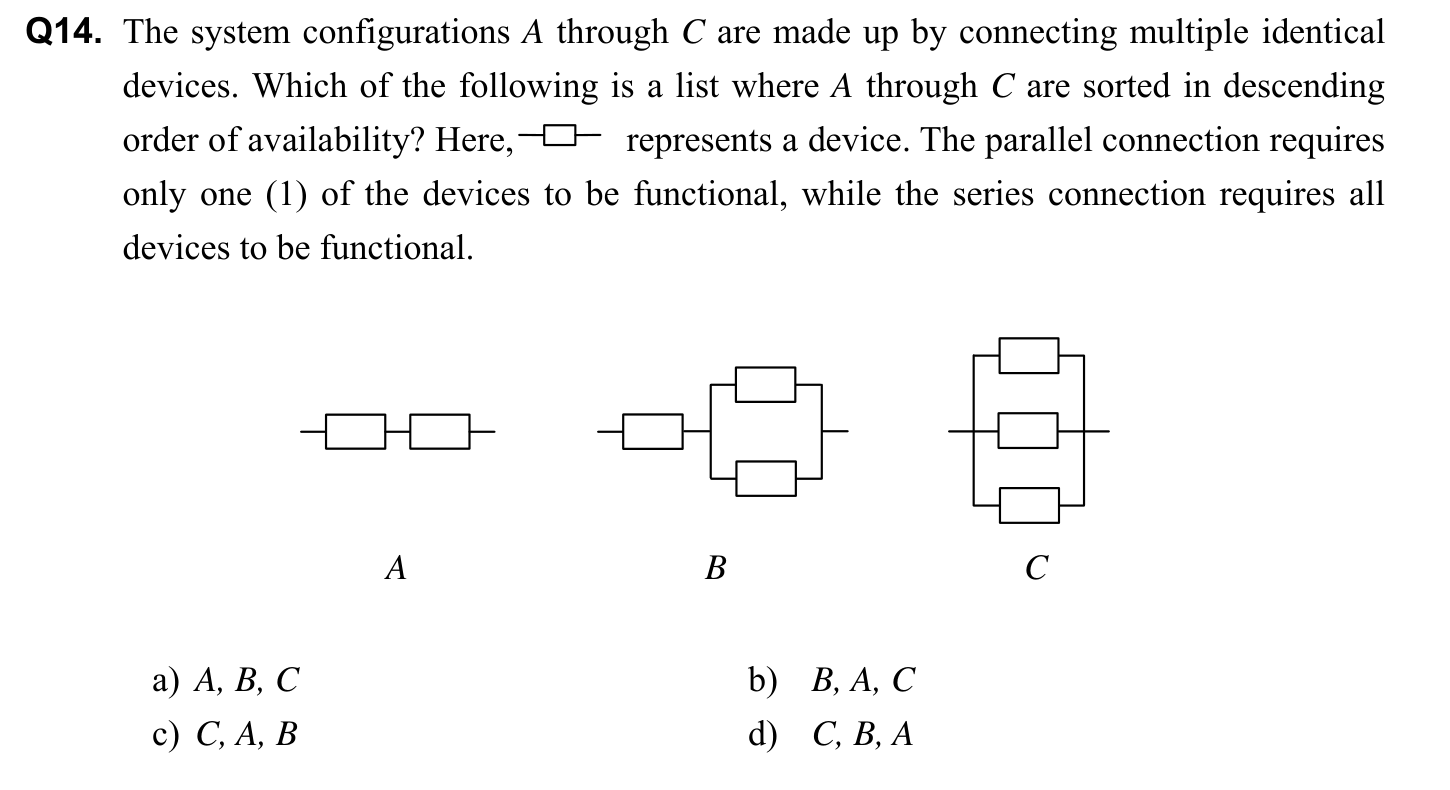 Q14. The system configurations A through C are made up by connecting multiple identical
devices. Which of the following is a list where A through C are sorted in descending
order of availability? Here, represents a device. The parallel connection requires
only one (1) of the devices to be functional, while the series connection requires all
devices to be functional.
A B C
a) A, B, C b) B, A, C
c) C, A, B d) C, B, A